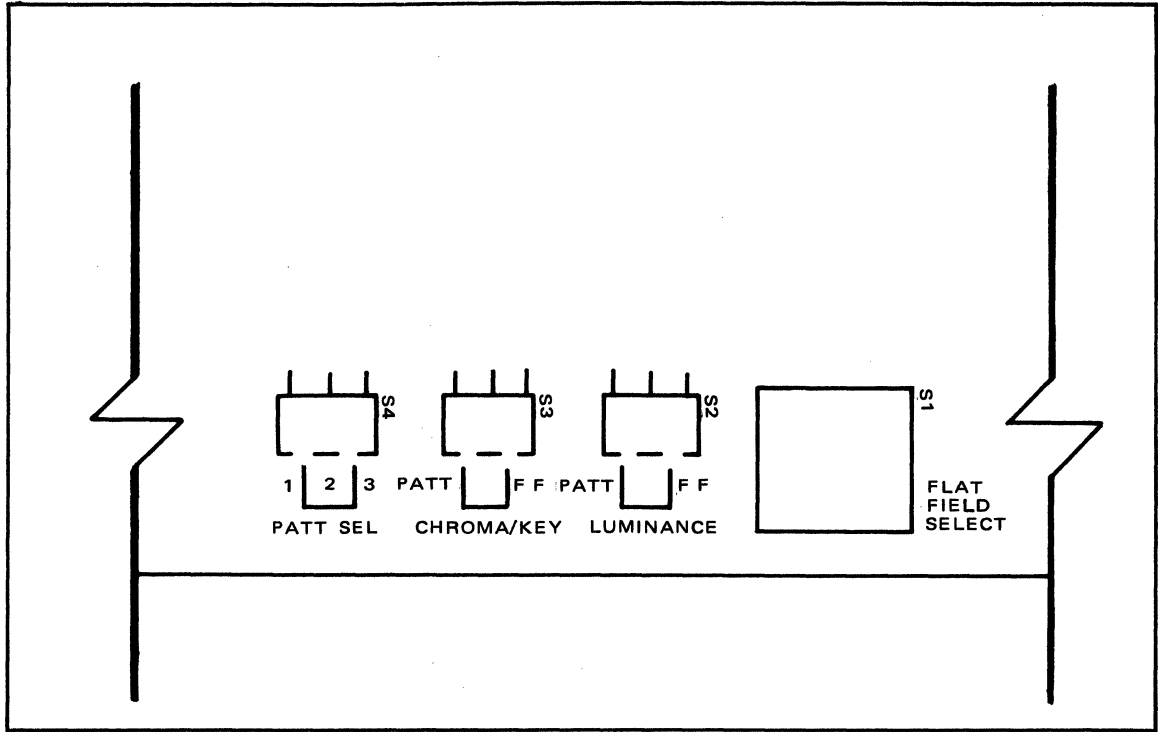 S4 S3 S2 S1
1 2 3 PATT F F PATT F F
PATT SEL CHROMA/KEY LUMINANCE
FLAT
FIELD
SELECT